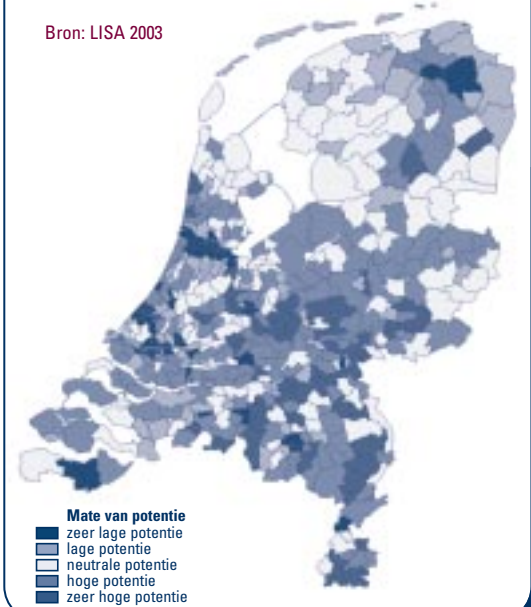 Bron: LISA 2003
Mate van potentie
zeer lage potentie
lage potentie
neutrale potentie
hoge potentie
zeer hoge potentie